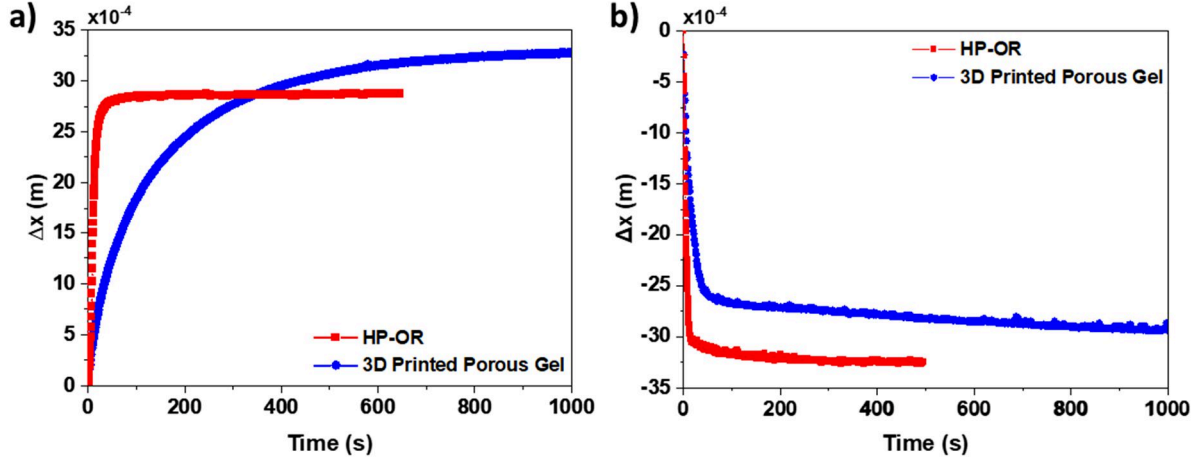 a)
x10-4
35
30
25
20
15
10
5
0
Δx (m)
HP-OR
3D Printed Porous Gel
0
200
400
600
800
1000
Time (s)
b)
x10-4
0
-5
-10
-15
-20
-25
-30
-35
Δx (m)
HP-OR
3D Printed Porous Gel
0
200
400
600
800
1000
Time (s)